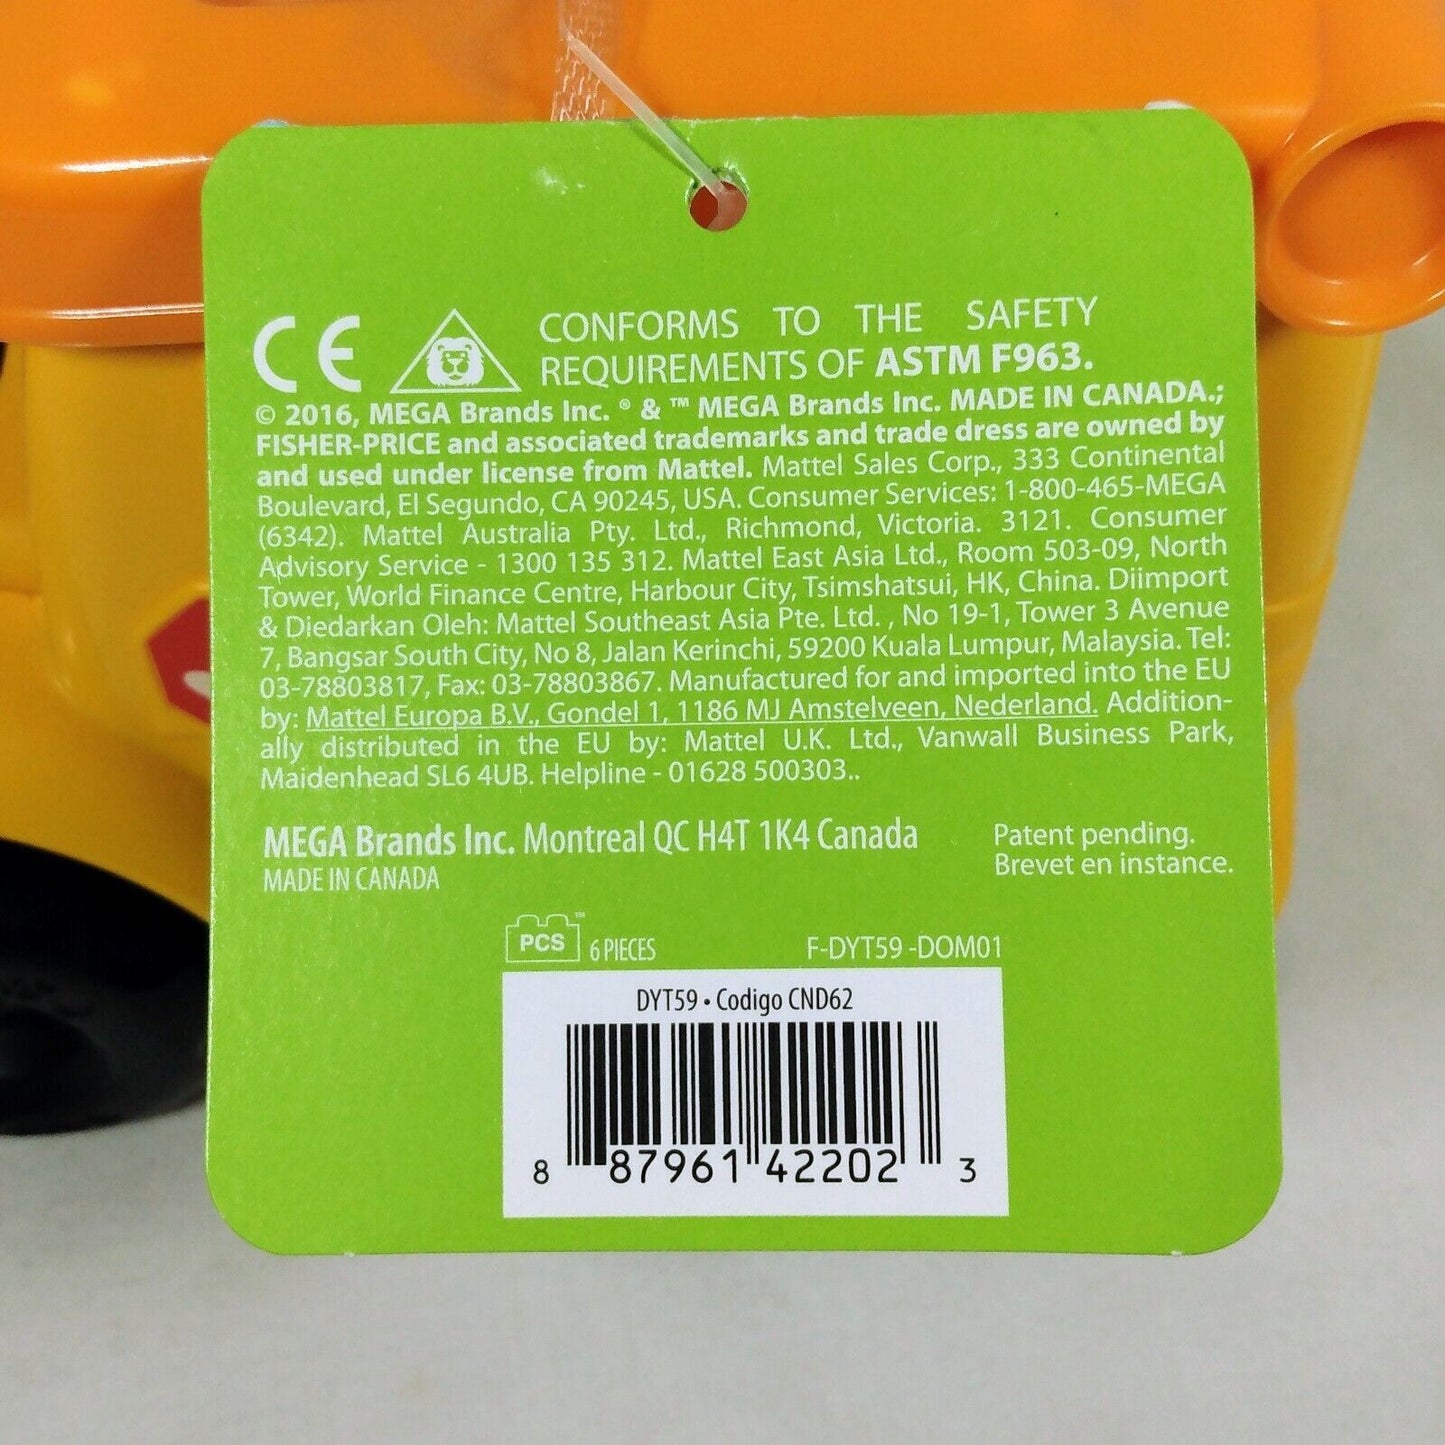 CE CONFORMS TO THE SAFETY
REQUIREMENTS OF ASTM F963.
© 2016, MEGA Brands Inc. ® & ™ MEGA Brands Inc. MADE IN CANADA.;
FISHER-PRICE and associated trademarks and trade dress are owned by
and used under license from Mattel. Mattel Sales Corp., 333 Continental
Boulevard, El Segundo, CA 90245, USA. Consumer Services: 1-800-465-MEGA
(6342). Mattel Australia Pty. Ltd., Richmond, Victoria. 3121. Consumer
Advisory Service - 1300 135 312. Mattel East Asia Ltd., Room 503-09, North
Tower, World Finance Centre, Harbour City, Tsimshatsui, HK, China. Diimport
& Diedarkan Oleh: Mattel Southeast Asia Pte. Ltd. , No 19-1, Tower 3 Avenue
7, Bangsar South City, No 8, Jalan Kerinchi, 59200 Kuala Lumpur, Malaysia. Tel:
03-78803817, Fax: 03-78803867. Manufactured for and imported into the EU
by: Mattel Europa B.V., Gondel 1, 1186 MJ Amstelveen, Nederland. Addition-
ally distributed in the EU by: Mattel U.K. Ltd., Vanwall Business Park,
Maidenhead SL6 4UB. Helpline - 01628 500303..
MEGA Brands Inc. Montreal QC H4T 1K4 Canada
MADE IN CANADA
Patent pending.
Brevet en instance.
PCS™ 6 PIECES F-DYT59 -DOM01
DYT59 • Codigo CND62
8 87961 42202 3